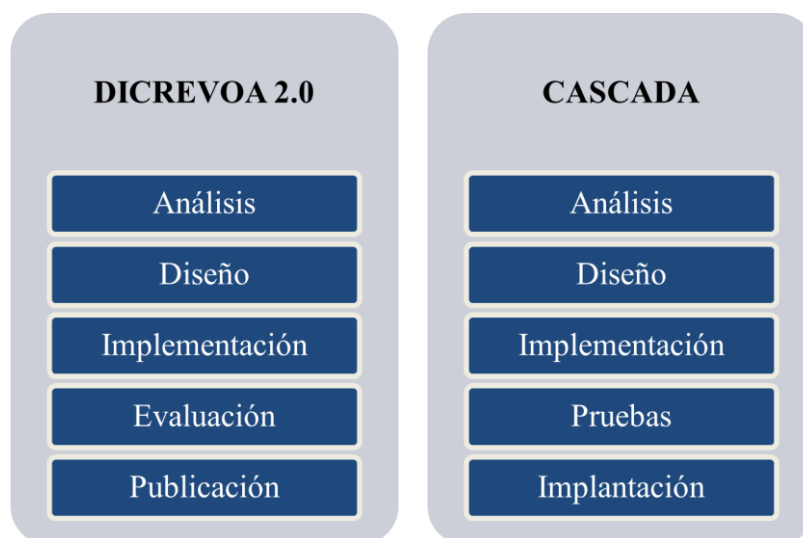 DICREVOA 2.0
Análisis
Diseño
Implementación
Evaluación
Publicación
CASCADA
Análisis
Diseño
Implementación
Pruebas
Implantación